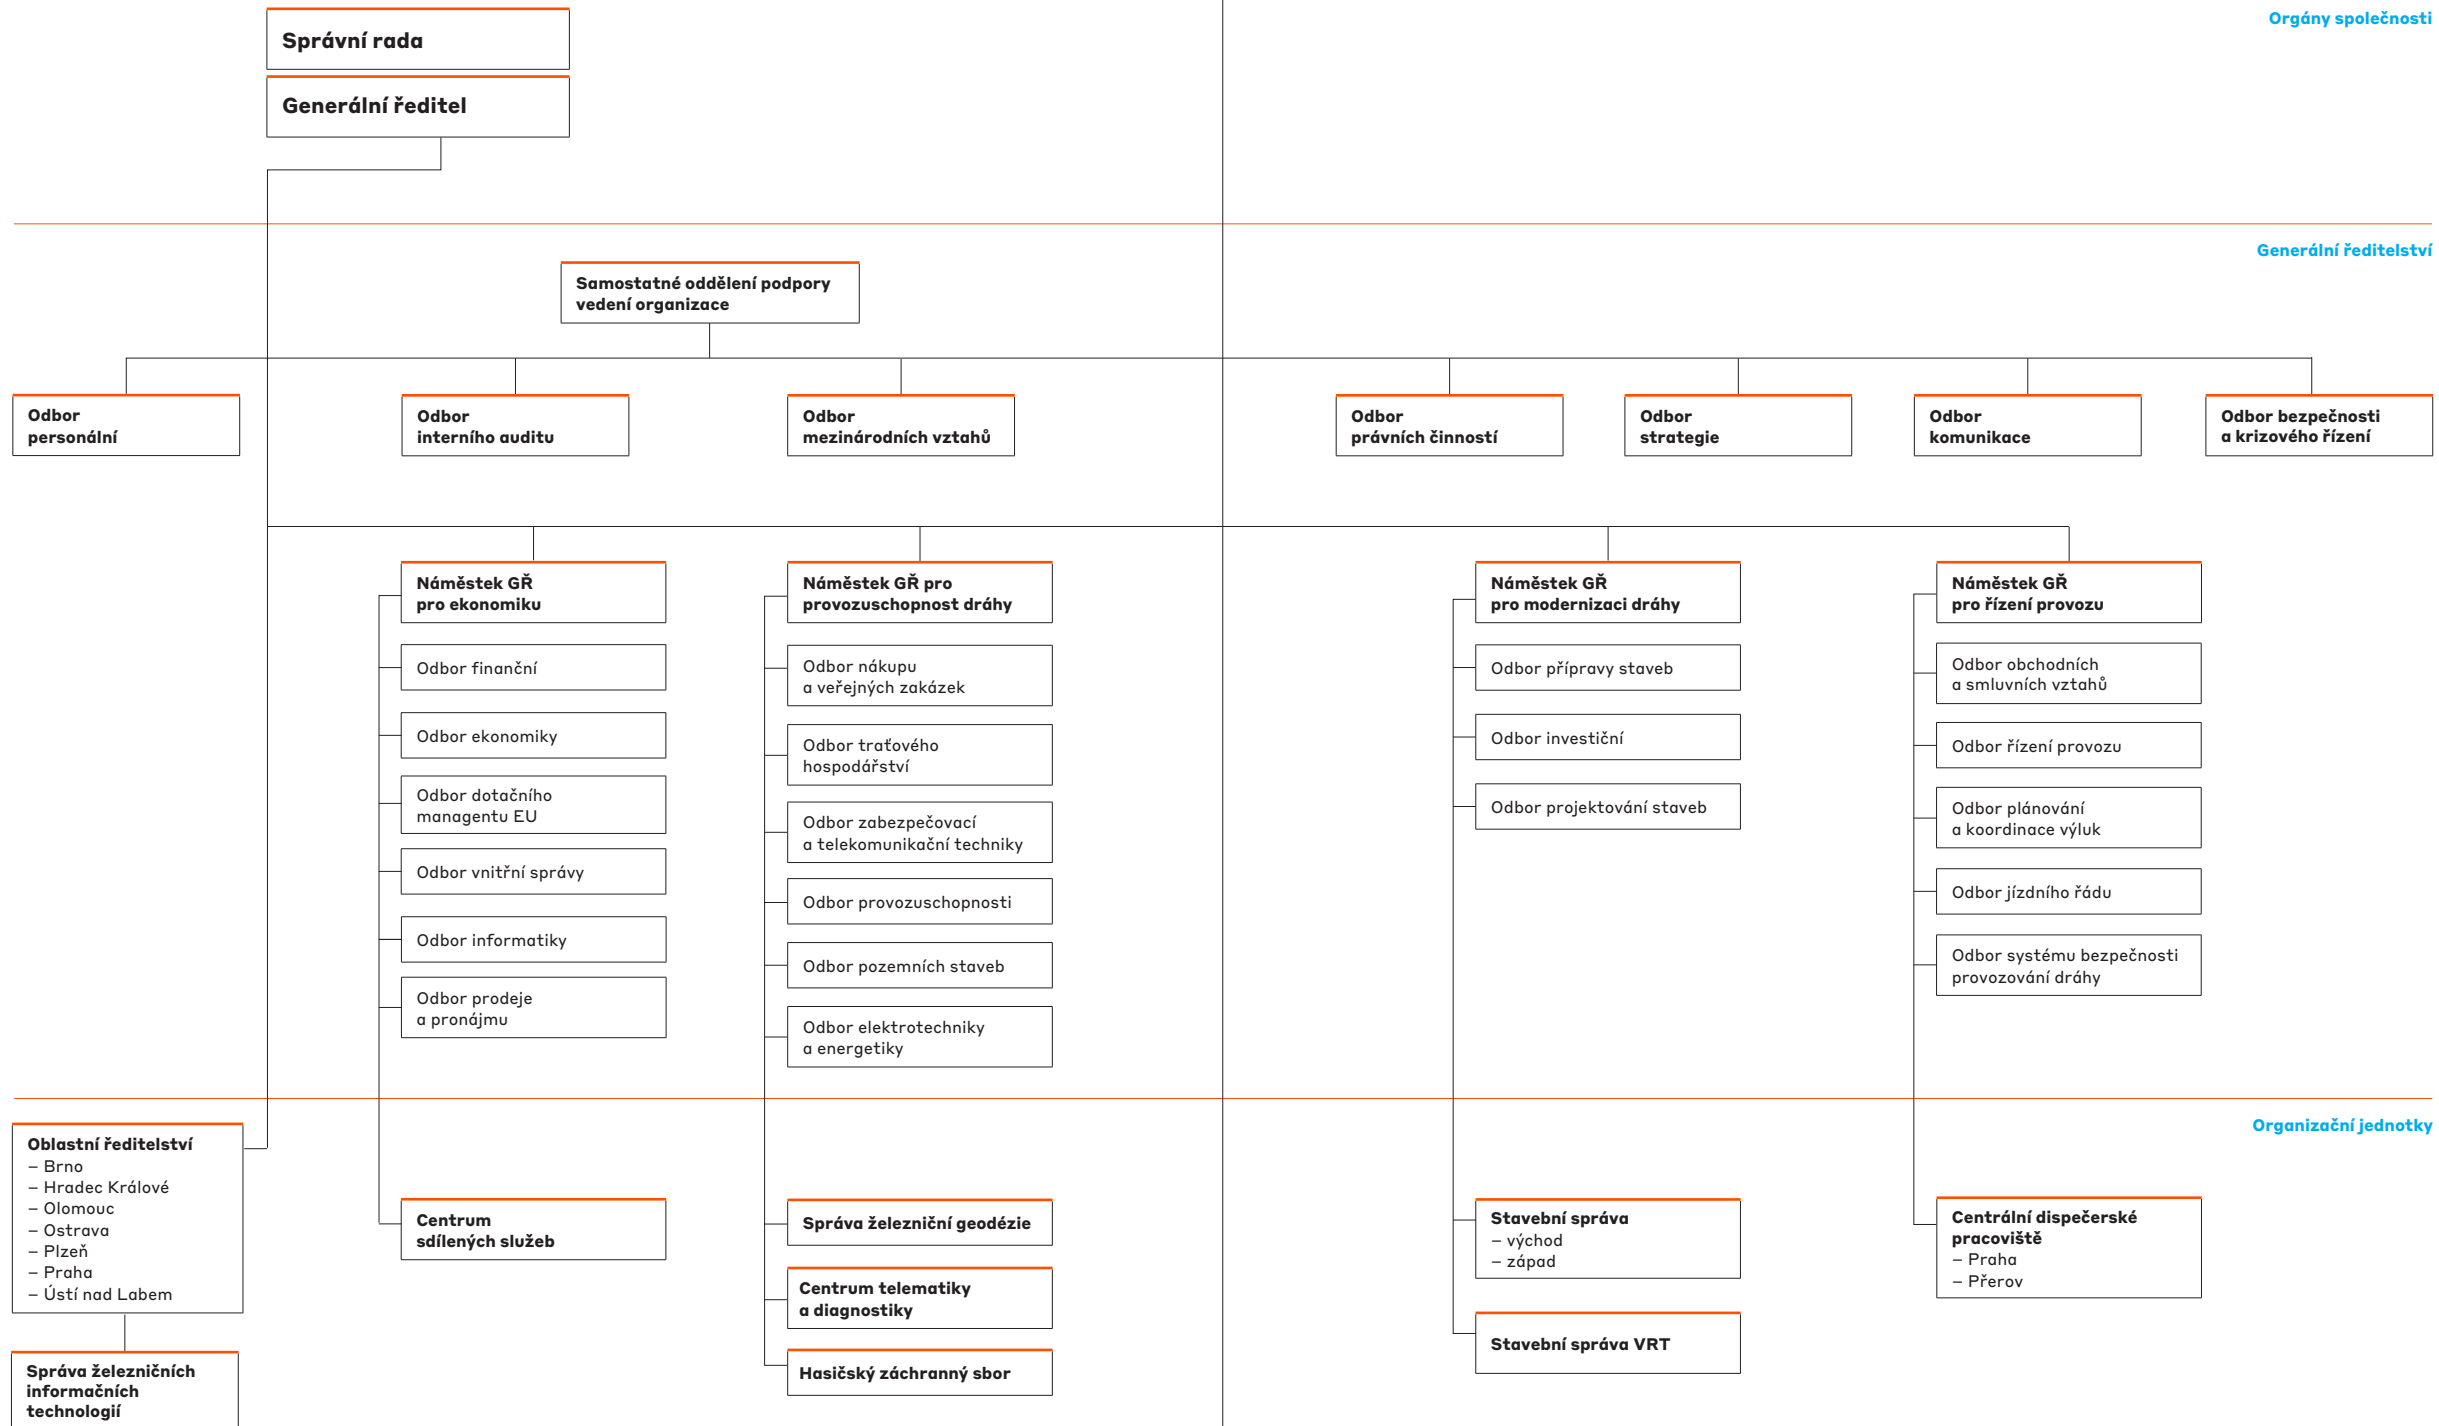 Orgány společnosti
Správní rada
Generální ředitel
Generální ředitelství
Samostatné oddělení podpory
vedení organizace
Odbor
personální
Odbor
interního auditu
Odbor
mezinárodních vztahů
Odbor
právních činností
Odbor
strategie
Odbor
komunikace
Odbor bezpečnosti
a krizového řízení
Náměstek GŘ
pro ekonomiku
Odbor finanční
Odbor ekonomiky
Odbor dotačního
managentu EU
Odbor vnitřní správy
Odbor informatiky
Odbor prodeje
a pronájmu
Náměstek GŘ pro
provozuschopnost dráhy
Odbor nákupu
a veřejných zakázek
Odbor traťového
hospodářství
Odbor zabezpečovací
a telekomunikační techniky
Odbor provozuschopnosti
Odbor pozemních staveb
Odbor elektrotechniky
a energetiky
Náměstek GŘ
pro modernizaci dráhy
Odbor přípravy staveb
Odbor investiční
Odbor projektování staveb
Náměstek GŘ
pro řízení provozu
Odbor obchodních
a smluvních vztahů
Odbor řízení provozu
Odbor plánování
a koordinace výluk
Odbor jízdního řádu
Odbor systému bezpečnosti
provozování dráhy
Organizační jednotky
Oblastní ředitelství
– Brno
– Hradec Králové
– Olomouc
– Ostrava
– Plzeň
– Praha
– Ústí nad Labem
Správa železničních
informačních
technologií
Centrum
sdílených služeb
Správa železniční geodézie
Centrum telematiky
a diagnostiky
Hasičský záchranný sbor
Stavební správa
– východ
– západ
Stavební správa VRT
Centrální dispečerské
pracoviště
– Praha
– Přerov